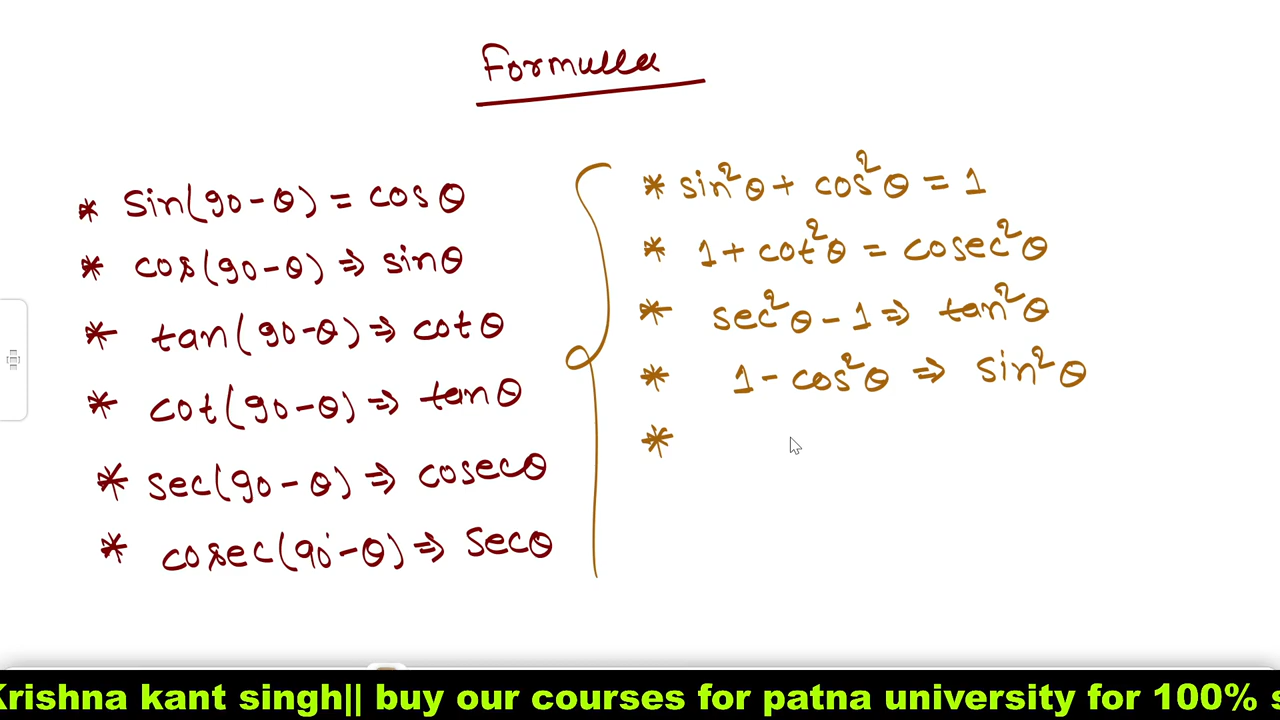 Formulla
* sin(90-θ) = cosθ
* cos(90-θ) ⇒ sinθ
* tan(90-θ) ⇒ cotθ
* cot(90-θ) ⇒ tanθ
* sec(90-θ) ⇒ cosecθ
* cosec(90-θ) ⇒ secθ
* sin²θ + cos²θ = 1
* 1 + cot²θ = cosec²θ
* sec²θ - 1 ⇒ tan²θ
* 1 - cos²θ ⇒ sin²θ
*
Krishna kant singh|| buy our courses for patna university for 100% s